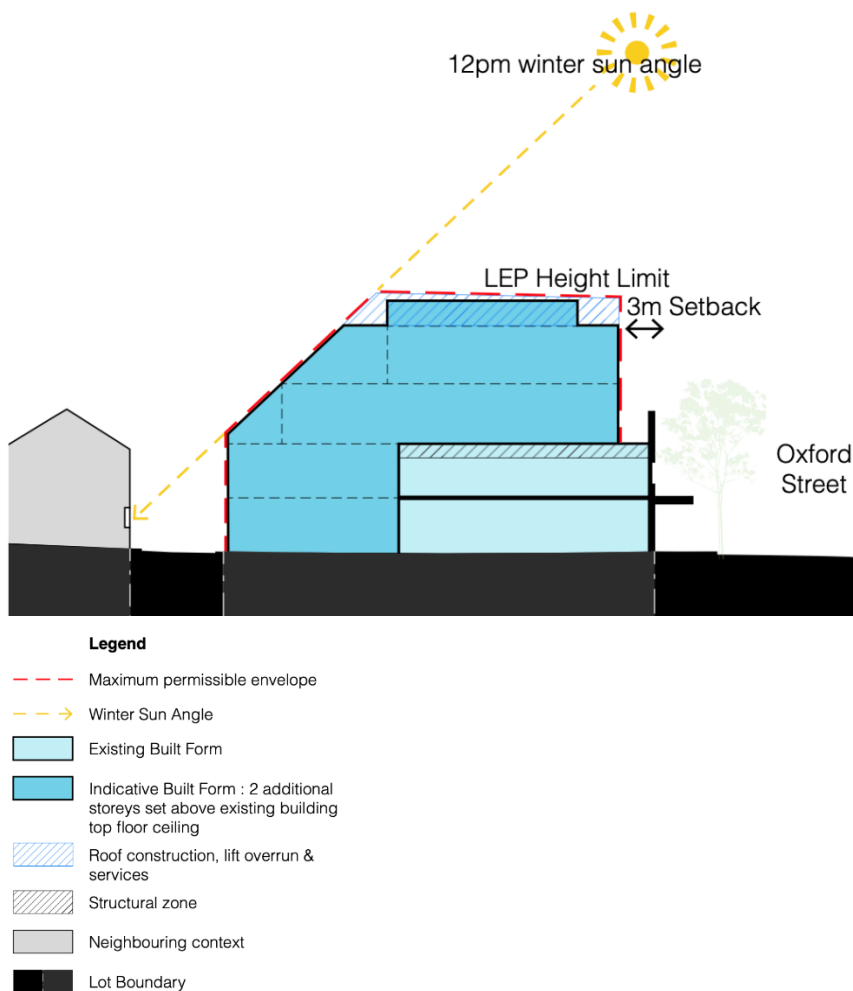 12pm winter sun angle
LEP Height Limit
3m Setback
Oxford
Street
Legend
Maximum permissible envelope
Winter Sun Angle
Existing Built Form
Indicative Built Form : 2 additional
storeys set above existing building
top floor ceiling
Roof construction, lift overrun &
services
Structural zone
Neighbouring context
Lot Boundary